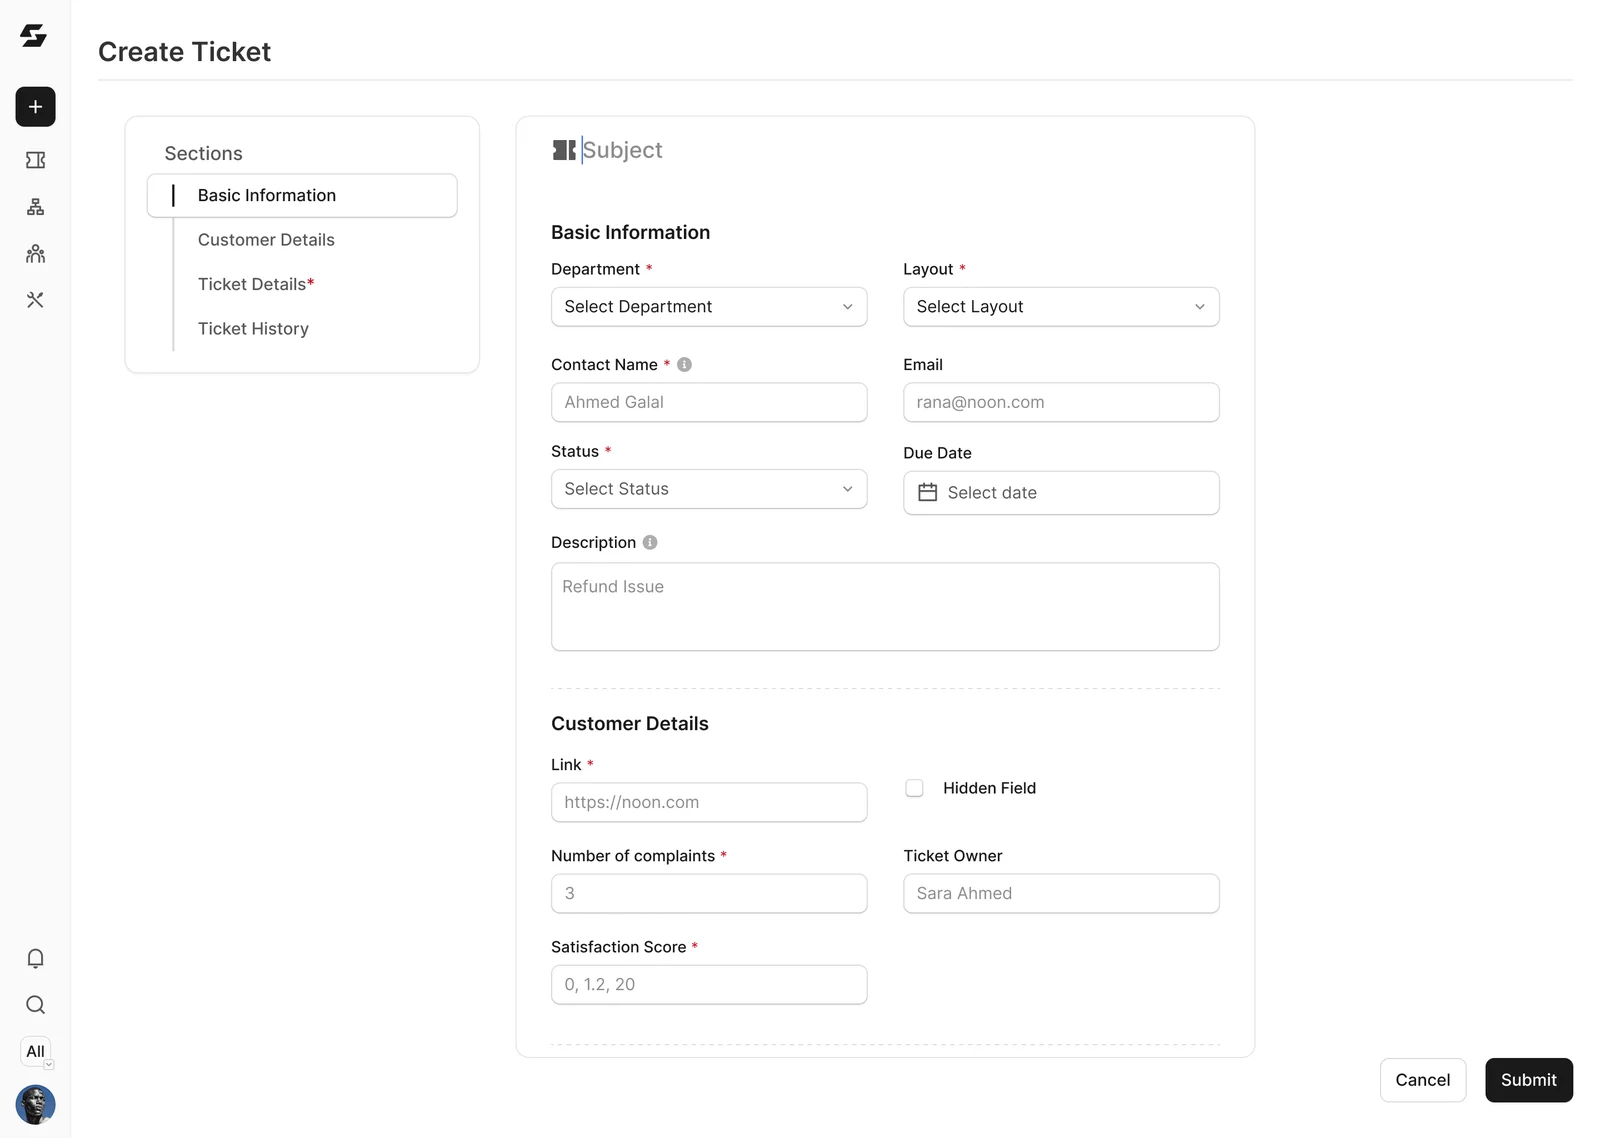 Create Ticket
Sections
Basic Information
Customer Details
Ticket Details*
Ticket History
Subject
Basic Information
Department *
Layout *
Select Department
Select Layout
Contact Name *
Email
Ahmed Galal
rana@noon.com
Status *
Due Date
Select Status
Select date
Description
Refund Issue
Customer Details
Link *
https://noon.com
Hidden Field
Number of complaints *
Ticket Owner
3
Sara Ahmed
Satisfaction Score *
0, 1.2, 20
All
Cancel
Submit